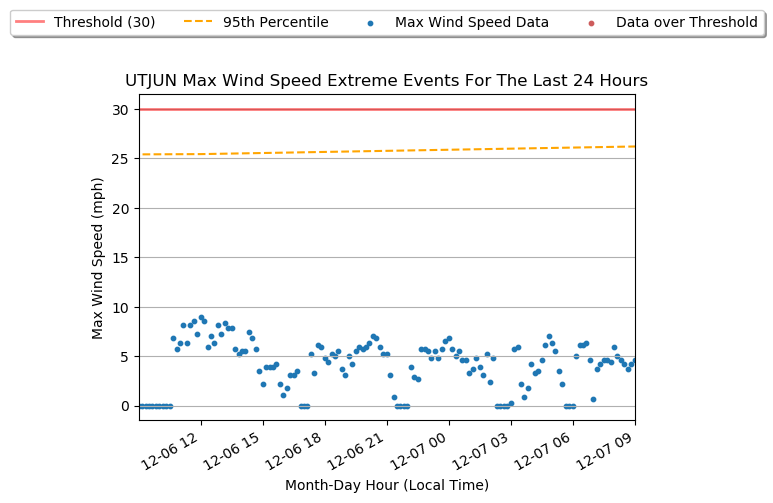 Threshold (30) 95th Percentile Max Wind Speed Data Data over Threshold
UTJUN Max Wind Speed Extreme Events For The Last 24 Hours
30
25
20
15
10
5
0
Max Wind Speed (mph)
12-06 12 12-06 15 12-06 18 12-06 21 12-07 00 12-07 03 12-07 06 12-07 09
Month-Day Hour (Local Time)